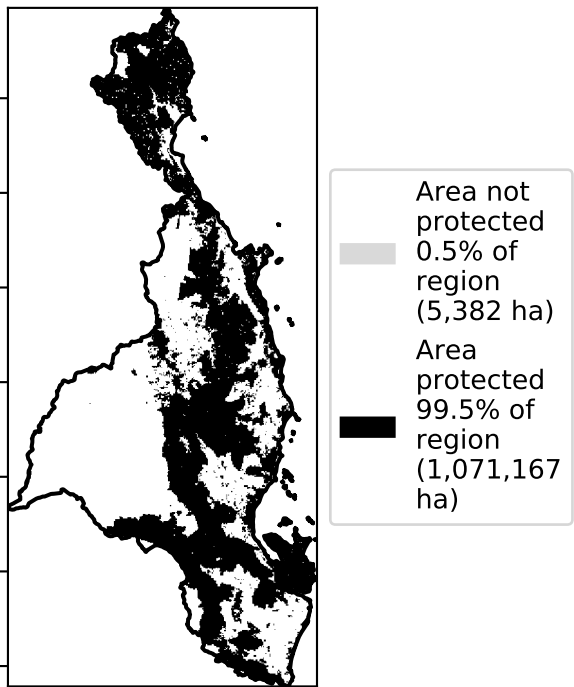 Area not
protected
0.5% of
region
(5,382 ha)
Area
protected
99.5% of
region
(1,071,167
ha)